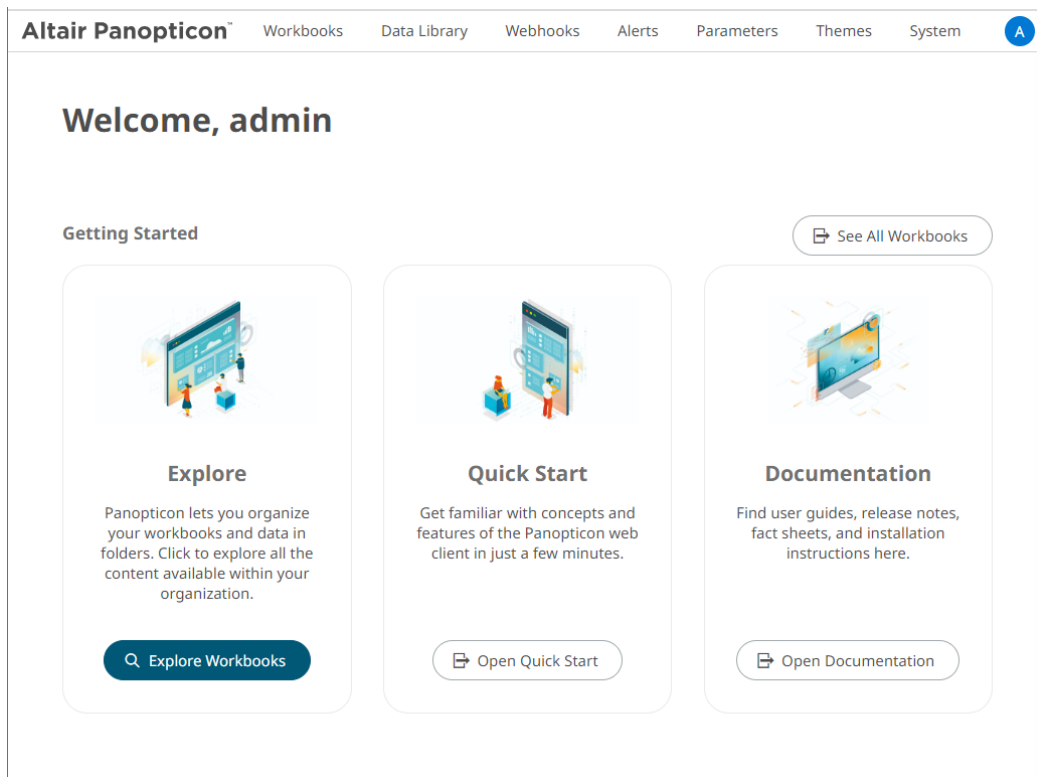 Altair Panopticon™ Workbooks Data Library Webhooks Alerts Parameters Themes System A
Welcome, admin
Getting Started
See All Workbooks
Explore
Panopticon lets you organize
your workbooks and data in
folders. Click to explore all the
content available within your
organization.
Explore Workbooks
Quick Start
Get familiar with concepts and
features of the Panopticon web
client in just a few minutes.
Open Quick Start
Documentation
Find user guides, release notes,
fact sheets, and installation
instructions here.
Open Documentation